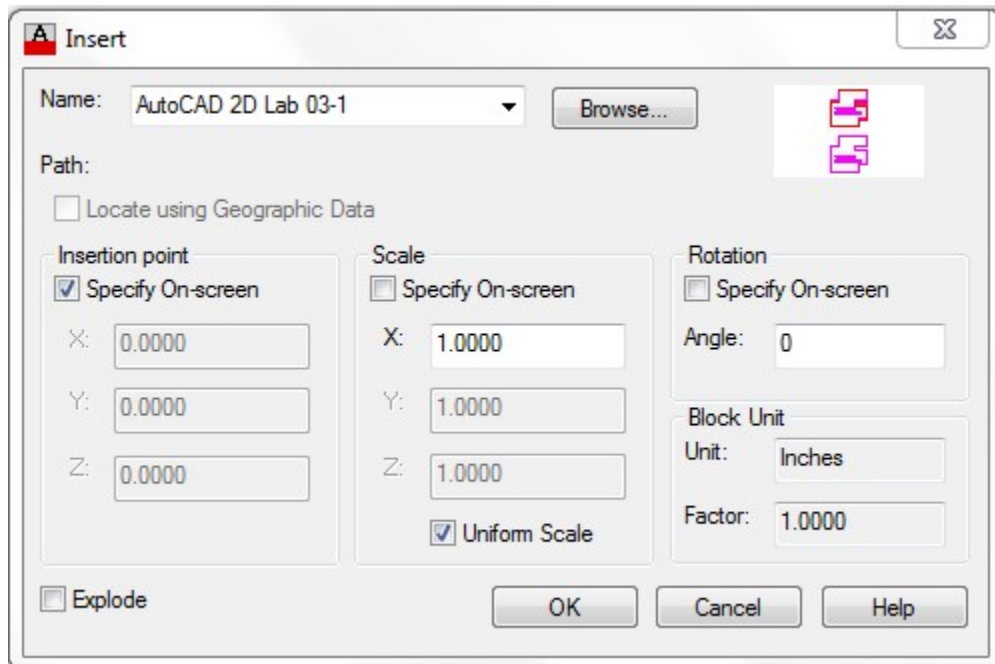 A Insert
Name: AutoCAD 2D Lab 03-1 Browse...
Path:
Locate using Geographic Data
Insertion point
Specify On-screen
X: 0.0000
Y: 0.0000
Z: 0.0000
Scale
Specify On-screen
X: 1.0000
Y: 1.0000
Z: 1.0000
Uniform Scale
Rotation
Specify On-screen
Angle: 0
Block Unit
Unit: Inches
Factor: 1.0000
Explode
OK Cancel Help